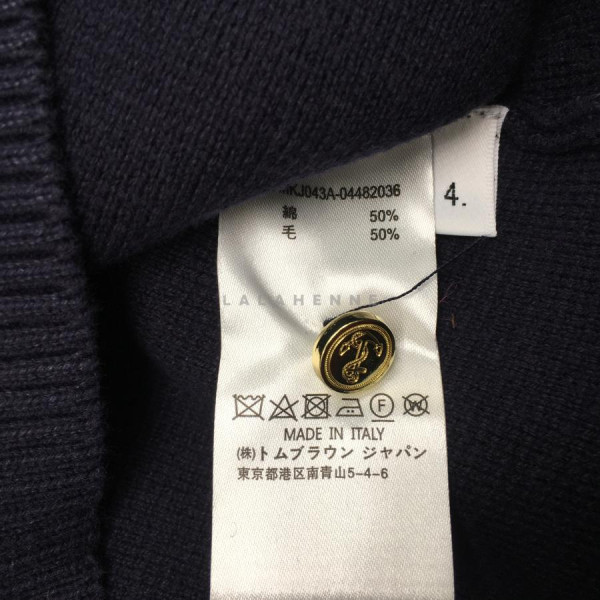 MKJ043A-04482036
4.
綿 50%
毛 50%
LALAHENNE
MADE IN ITALY
(株)トムブラウン ジャパン
東京都港区南青山5-4-6